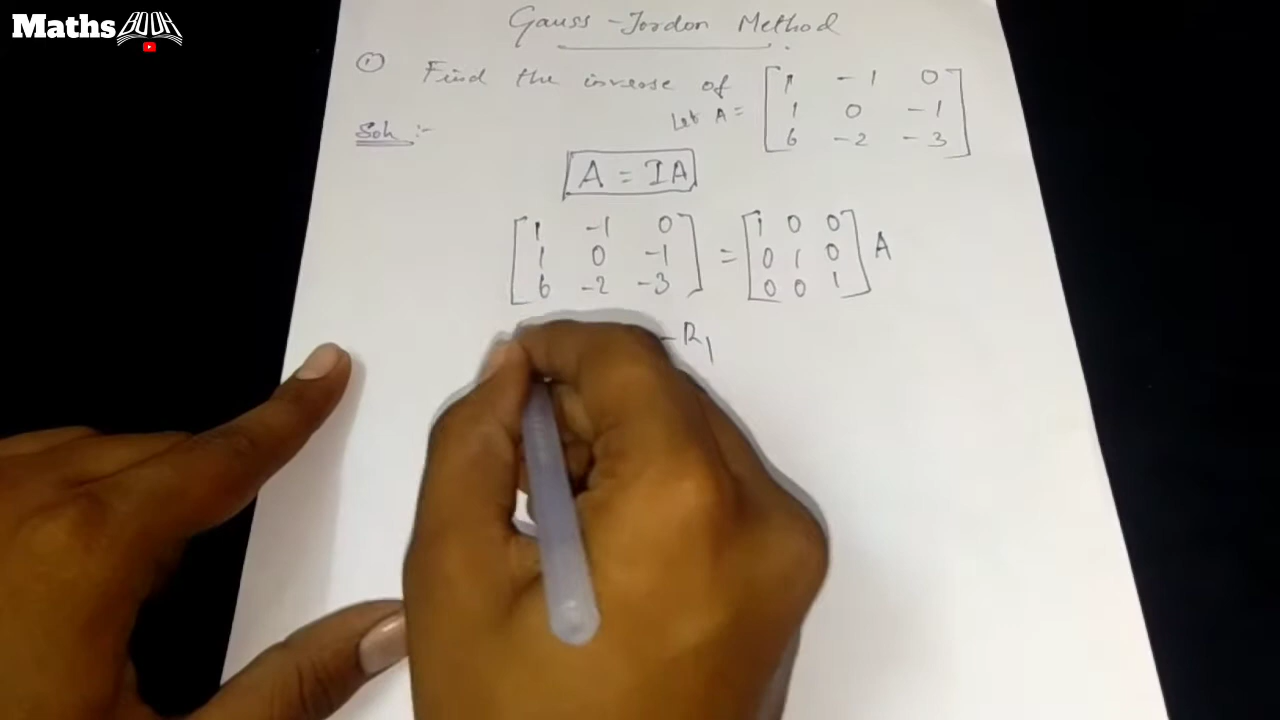 Maths BOOK
Gauss-Jordon Method
① Find the inverse of
Let A = [1 -1 0
1 0 -1
6 -2 -3]
Soln :-
A = IA
[1 -1 0
1 0 -1
6 -2 -3] = [1 0 0
0 1 0
0 0 1] A
-R1